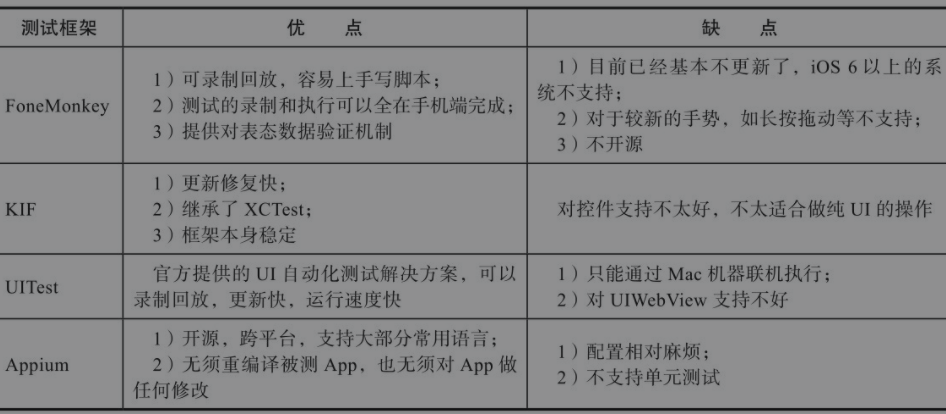 测试框架 优 点 缺 点
FoneMonkey
1）可录制回放，容易上手写脚本；
2）测试的录制和执行可以全在手机端完成；
3）提供对表态数据验证机制
1）目前已经基本不更新了，iOS 6 以上的系
统不支持；
2）对于较新的手势，如长按拖动等不支持；
3）不开源
KIF
1）更新修复快；
2）继承了 XCTest；
3）框架本身稳定
对控件支持不太好，不太适合做纯 UI 的操作
UITest
官方提供的 UI 自动化测试解决方案，可以
录制回放，更新快，运行速度快
1）只能通过 Mac 机器联机执行；
2）对 UIWebView 支持不好
Appium
1）开源，跨平台，支持大部分常用语言；
2）无须重编译被测 App，也无须对 App 做
任何修改
1）配置相对麻烦；
2）不支持单元测试